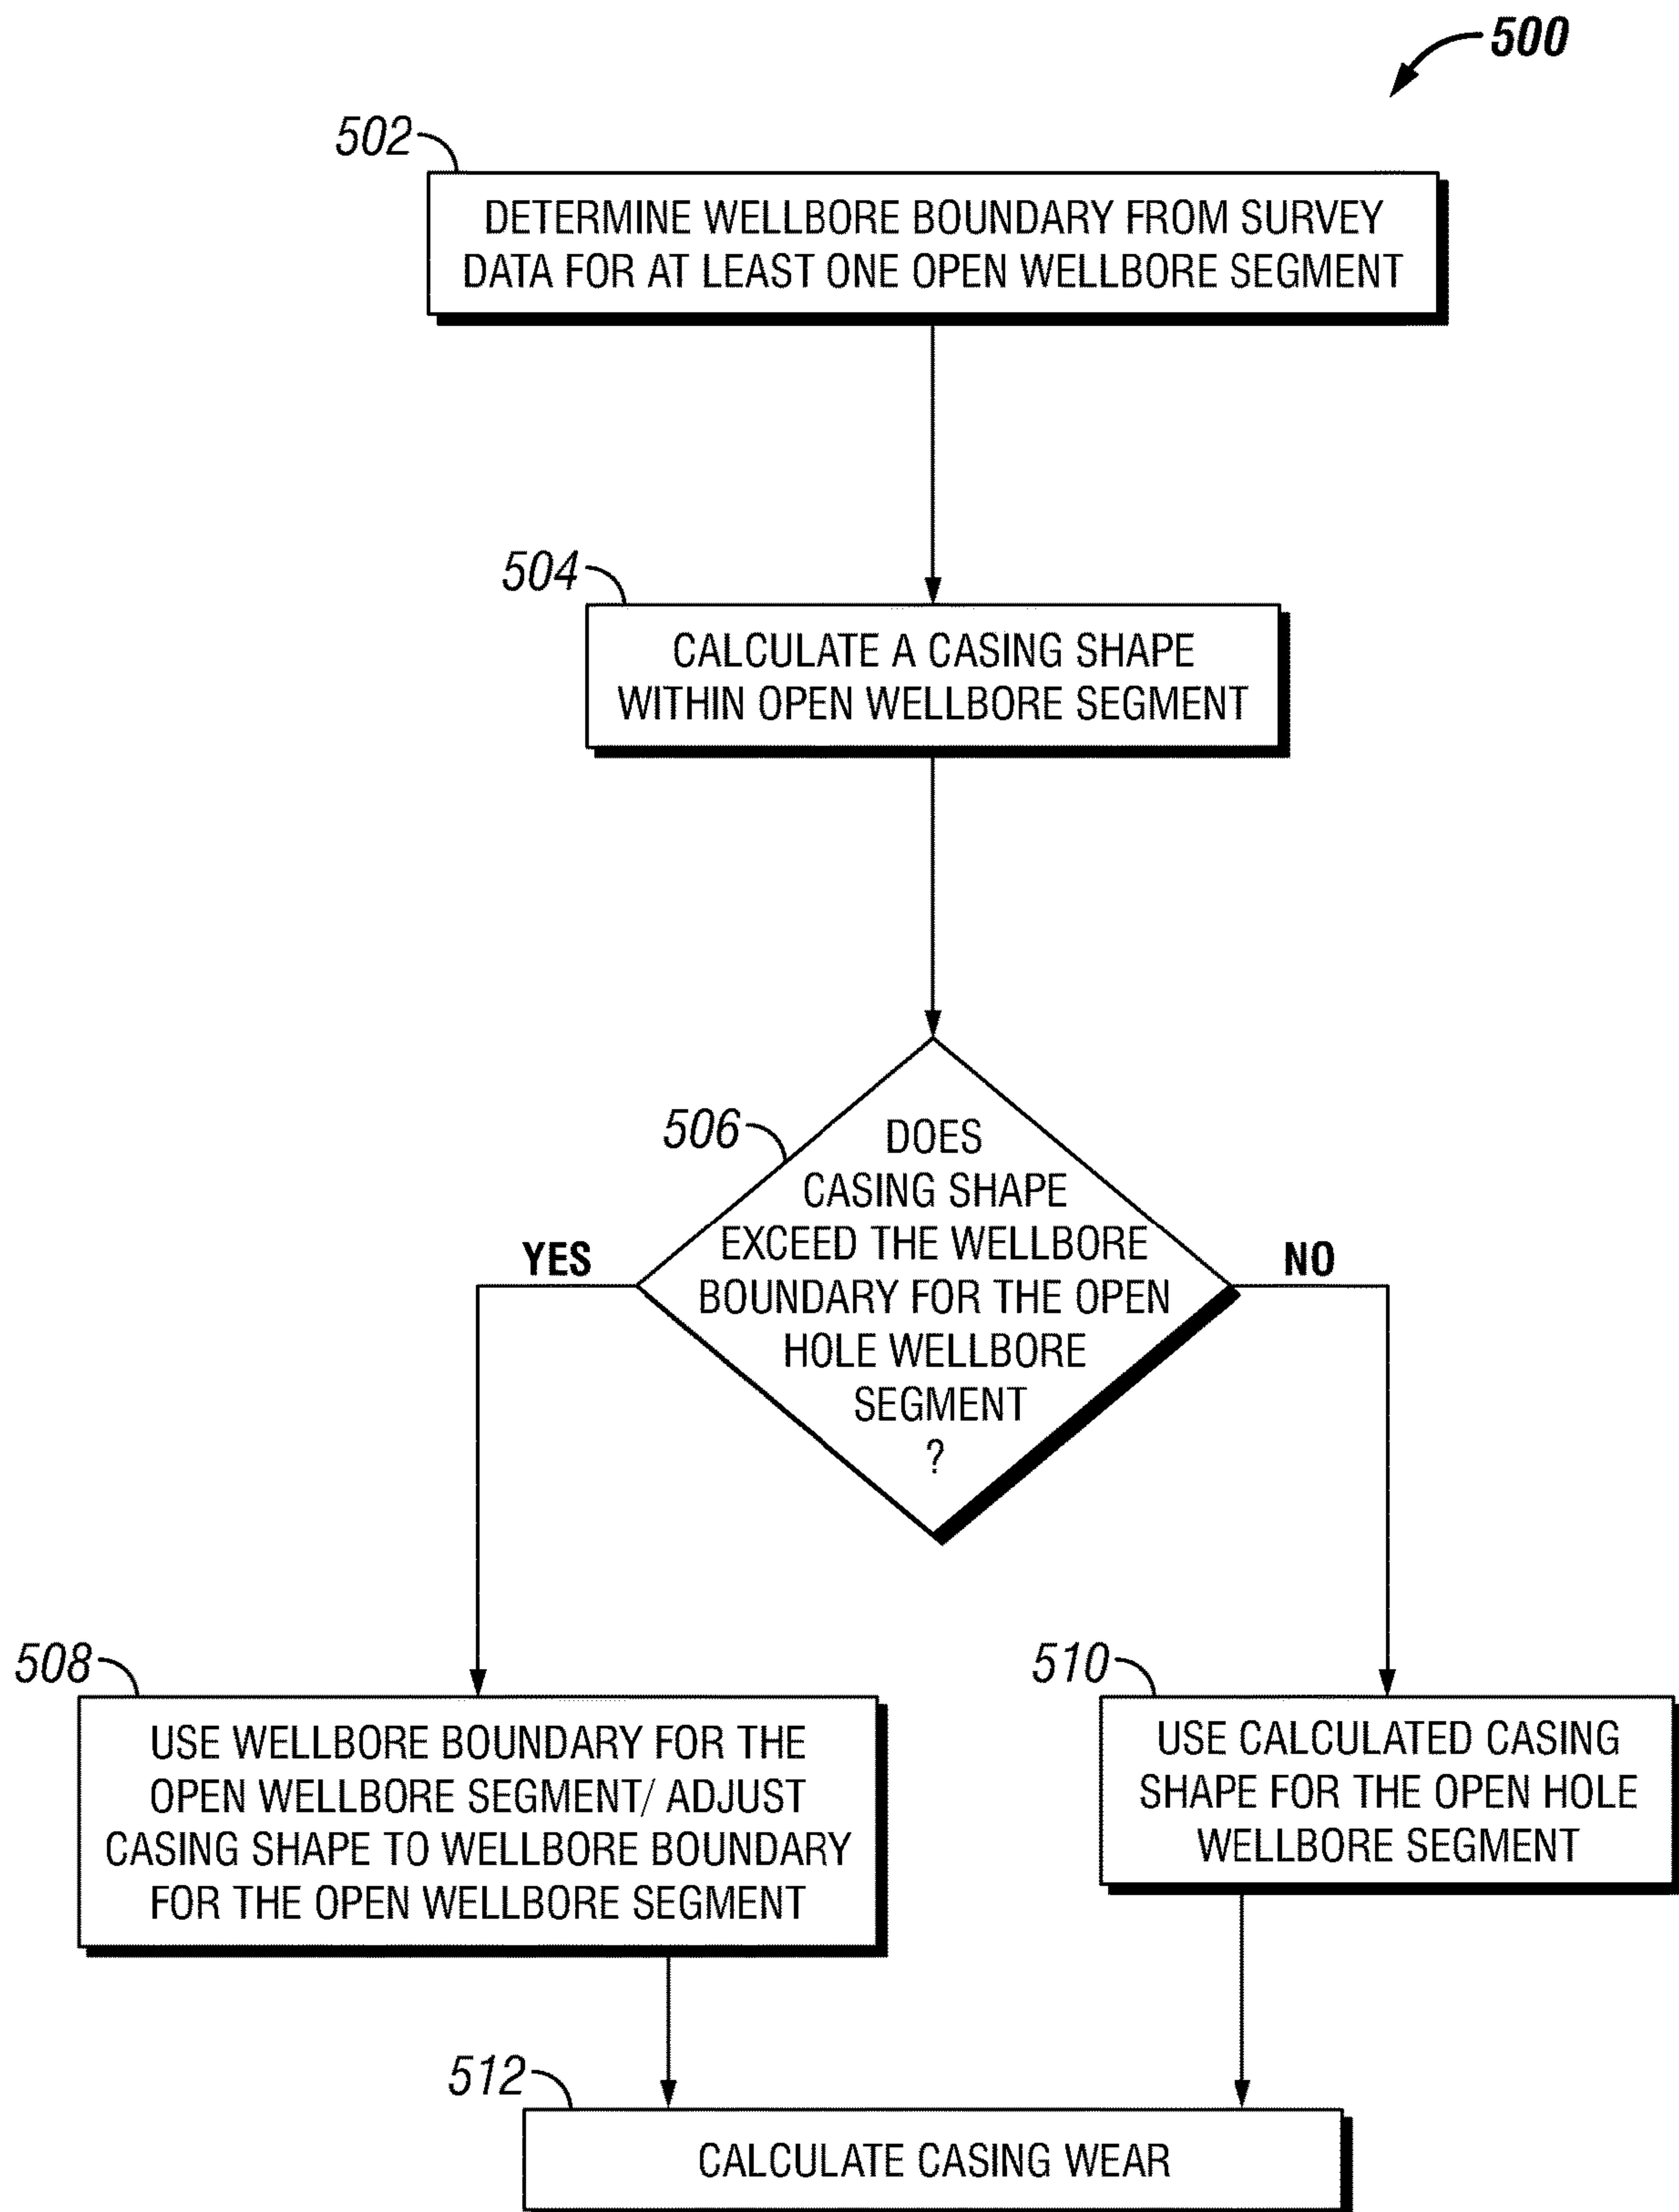 500
502
DETERMINE WELLBORE BOUNDARY FROM SURVEY
DATA FOR AT LEAST ONE OPEN WELLBORE SEGMENT
504
CALCULATE A CASING SHAPE
WITHIN OPEN WELLBORE SEGMENT
506
DOES
CASING SHAPE
EXCEED THE WELLBORE
BOUNDARY FOR THE OPEN
HOLE WELLBORE
SEGMENT
?
YES
NO
508
USE WELLBORE BOUNDARY FOR THE
OPEN WELLBORE SEGMENT/ ADJUST
CASING SHAPE TO WELLBORE BOUNDARY
FOR THE OPEN WELLBORE SEGMENT
510
USE CALCULATED CASING
SHAPE FOR THE OPEN HOLE
WELLBORE SEGMENT
512
CALCULATE CASING WEAR